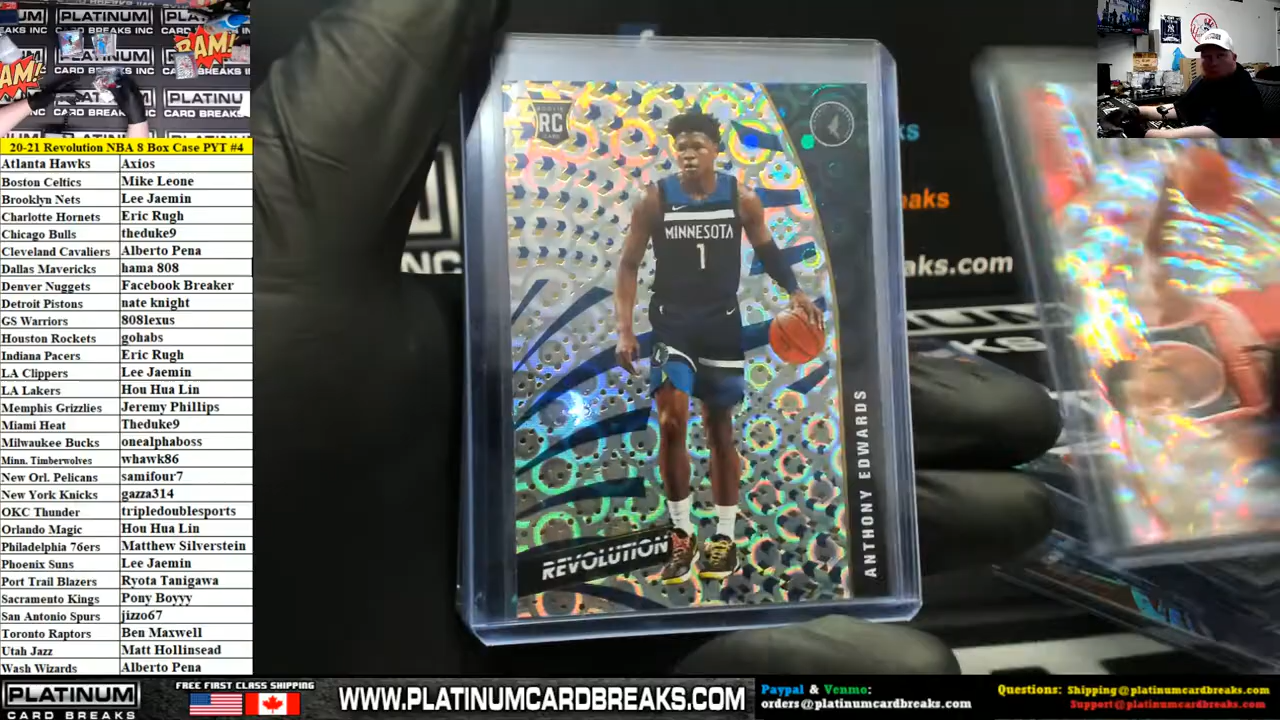 PLATINUM
CARD BREAKS INC
BAM!
20-21 Revolution NBA 8 Box Case PYT #4
Atlanta Hawks Axios
Boston Celtics Mike Leone
Brooklyn Nets Lee Jaemin
Charlotte Hornets Eric Rugh
Chicago Bulls theduke9
Cleveland Cavaliers Alberto Pena
Dallas Mavericks hama 808
Denver Nuggets Facebook Breaker
Detroit Pistons nate knight
GS Warriors 808lexus
Houston Rockets gohabs
Indiana Pacers Eric Rugh
LA Clippers Lee Jaemin
LA Lakers Hou Hua Lin
Memphis Grizzlies Jeremy Phillips
Miami Heat Theduke9
Milwaukee Bucks onealphaboss
Minn. Timberwolves whawk86
New Orl. Pelicans samifour7
New York Knicks gazza314
OKC Thunder tripledoublesports
Orlando Magic Hou Hua Lin
Philadelphia 76ers Matthew Silverstein
Phoenix Suns Lee Jaemin
Port Trail Blazers Ryota Tanigawa
Sacramento Kings Pony Boyyy
San Antonio Spurs jizzo67
Toronto Raptors Ben Maxwell
Utah Jazz Matt Hollinsead
Wash Wizards Alberto Pena
ROOKIE
RC
CARD
MINNESOTA
1
REVOLUTION
ANTHONY EDWARDS
ks
eaks
aks.com
NC
KS
PLATINUM
CARD BREAKS
FREE FIRST CLASS SHIPPING
WWW.PLATINUMCARDBREAKS.COM
Paypal & Venmo:
orders@platinumcardbreaks.com
Questions: Shipping@platinumcardbreaks.com
Support@platinumcardbreaks.com